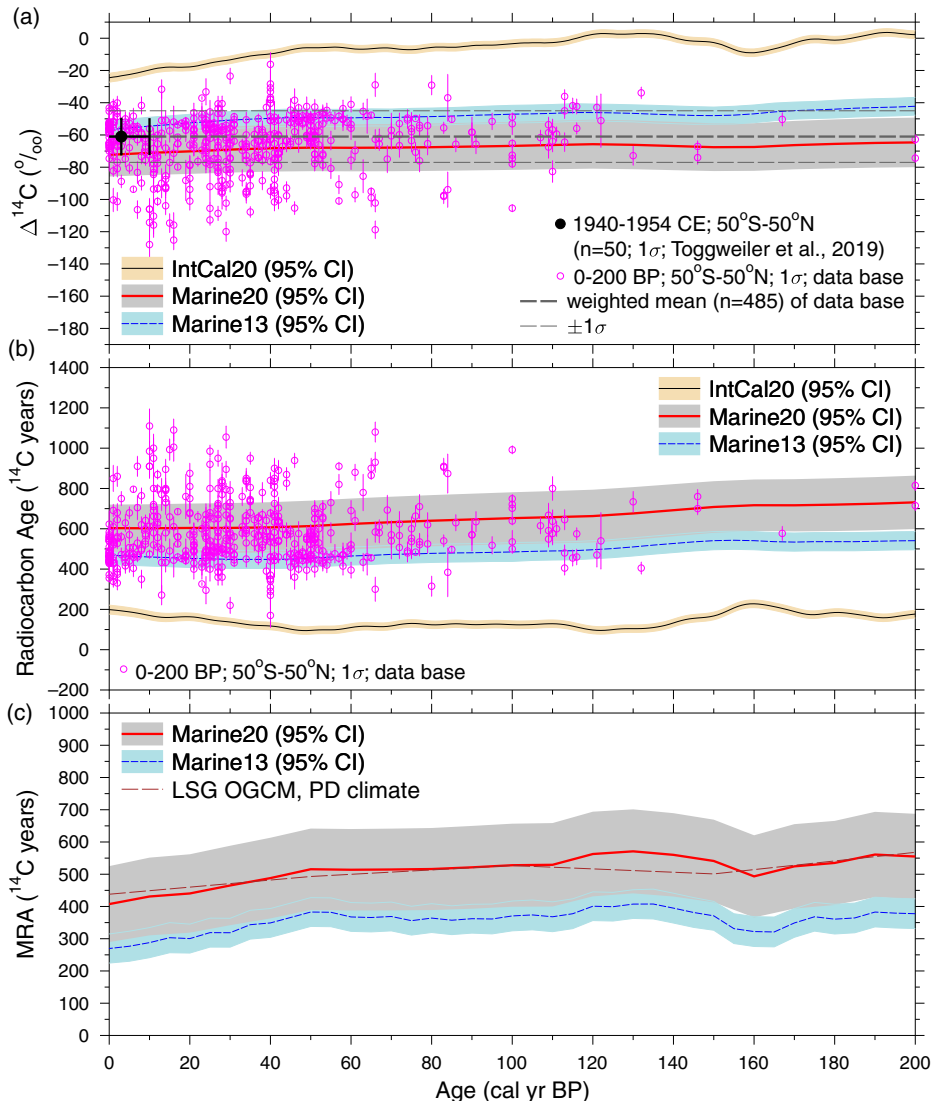 (a)
0
−20
−40
−60
−80
−100
−120
−140
−160
−180
Δ¹⁴C (°/oo)
IntCal20 (95% CI)
Marine20 (95% CI)
Marine13 (95% CI)
1940-1954 CE; 50°S-50°N
(n=50; 1σ; Toggweiler et al., 2019)
0-200 BP; 50°S-50°N; 1σ; data base
weighted mean (n=485) of data base
±1σ
(b)
1400
1200
1000
800
600
400
200
0
−200
Radiocarbon Age (¹⁴C years)
IntCal20 (95% CI)
Marine20 (95% CI)
Marine13 (95% CI)
0-200 BP; 50°S-50°N; 1σ; data base
(c)
1000
900
800
700
600
500
400
300
200
100
0
MRA (¹⁴C years)
Marine20 (95% CI)
Marine13 (95% CI)
LSG OGCM, PD climate
0 20 40 60 80 100 120 140 160 180 200
Age (cal yr BP)